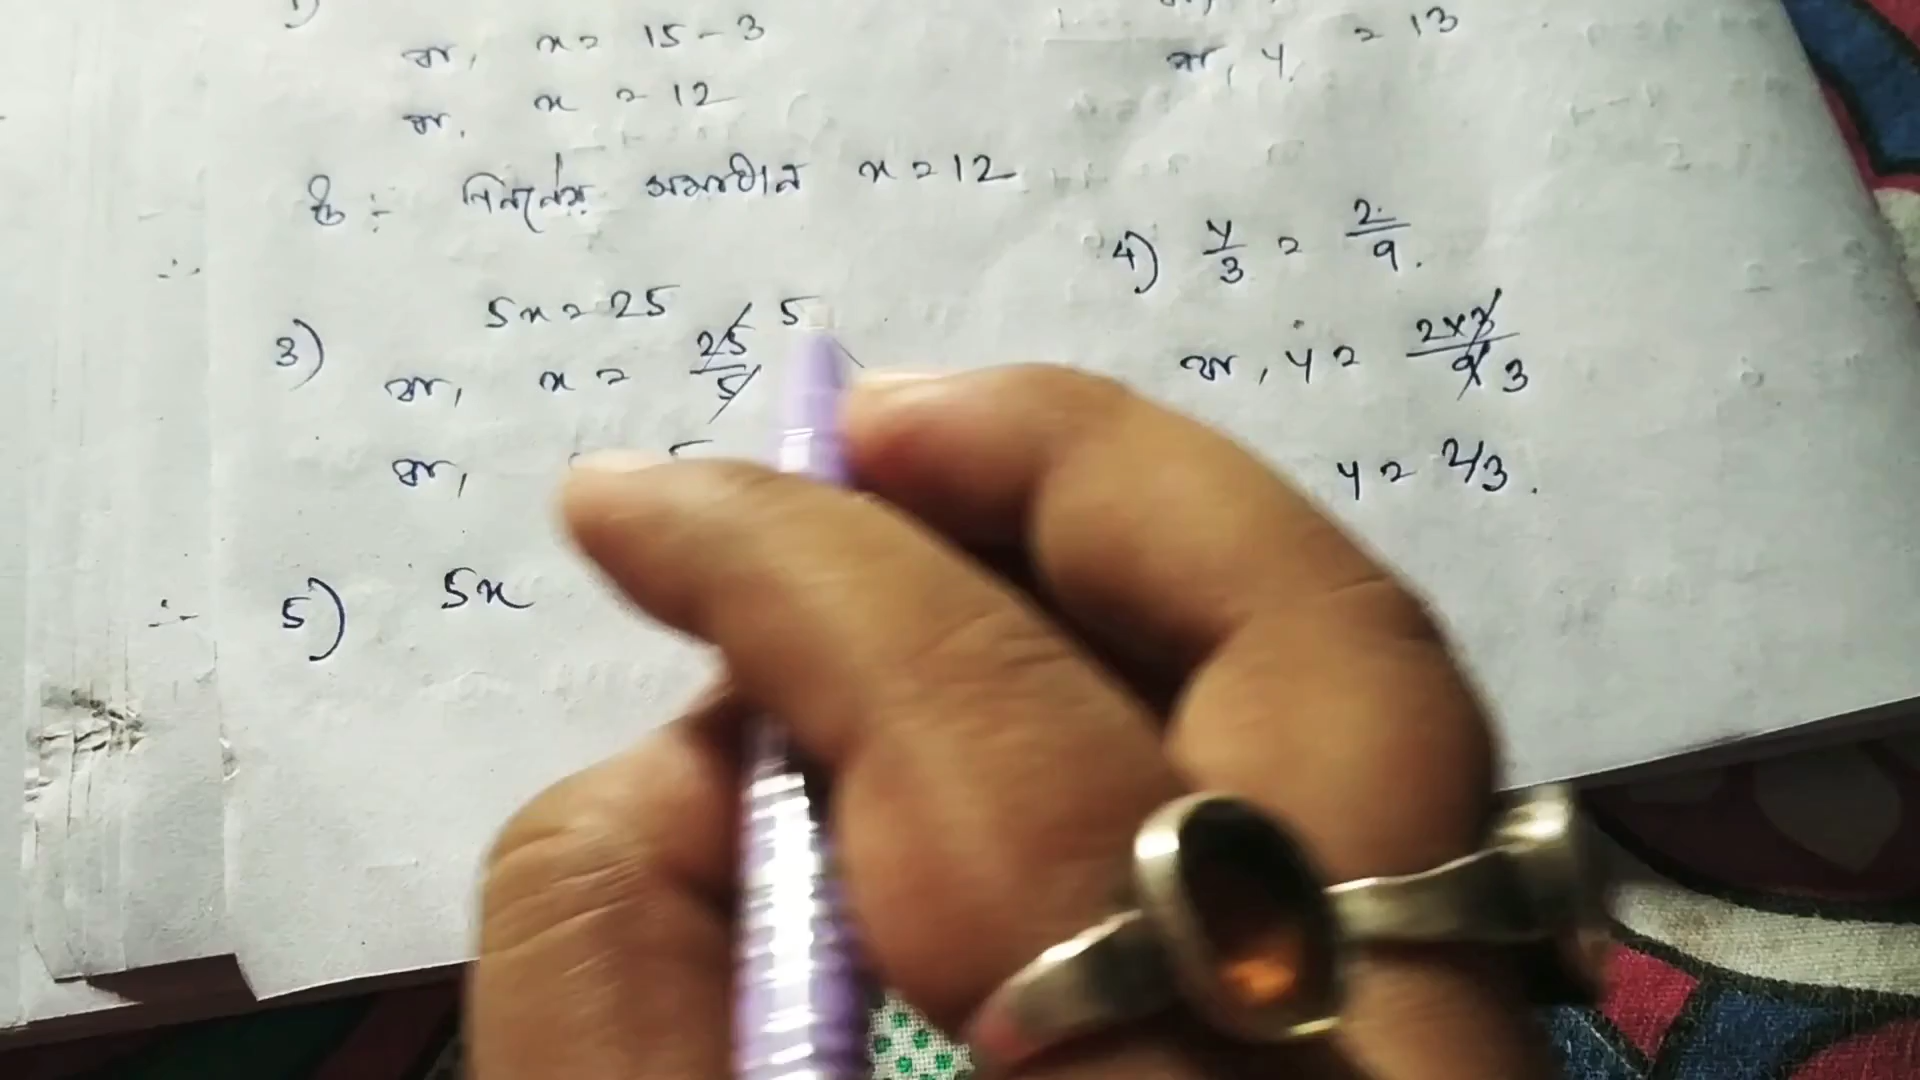 বা, x = 15 - 3
বা, x = 12
∴ নির্ণেয় সমাধান x = 12
বা, y = 13
3) 5x = 25
বা, x = 25/5 5
বা,
4) y/3 = 2/9
বা, y = 2×3/9 3
y = 2/3.
5) 5x